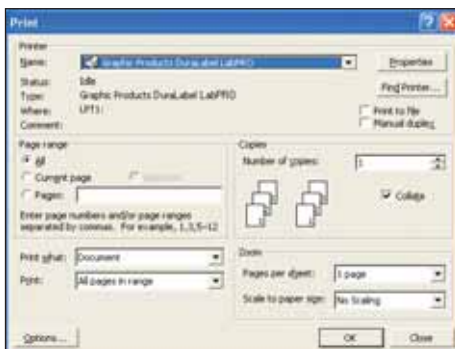 Print
Printer
Name: Graphic Products DuraLabel LabPRO
Properties
Status: Idle
Find Printer...
Type: Graphic Products DuraLabel LabPRO
Where: LPT1:
Print to file
Comment:
Manual duplex
Page range
All
Current page
Pages:
Enter page numbers and/or page ranges
separated by commas. For example, 1,3,5-12
Copies
Number of copies: 1
Collate
Print what: Document
Print: All pages in range
Zoom
Pages per sheet: 1 page
Scale to paper size: No Scaling
Options...
OK
Close